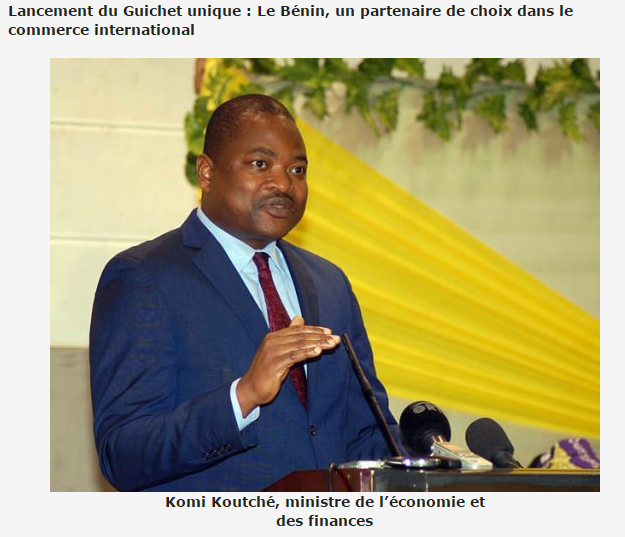 Lancement du Guichet unique : Le Bénin, un partenaire de choix dans le
commerce international
Komi Koutché, ministre de l’économie et
des finances